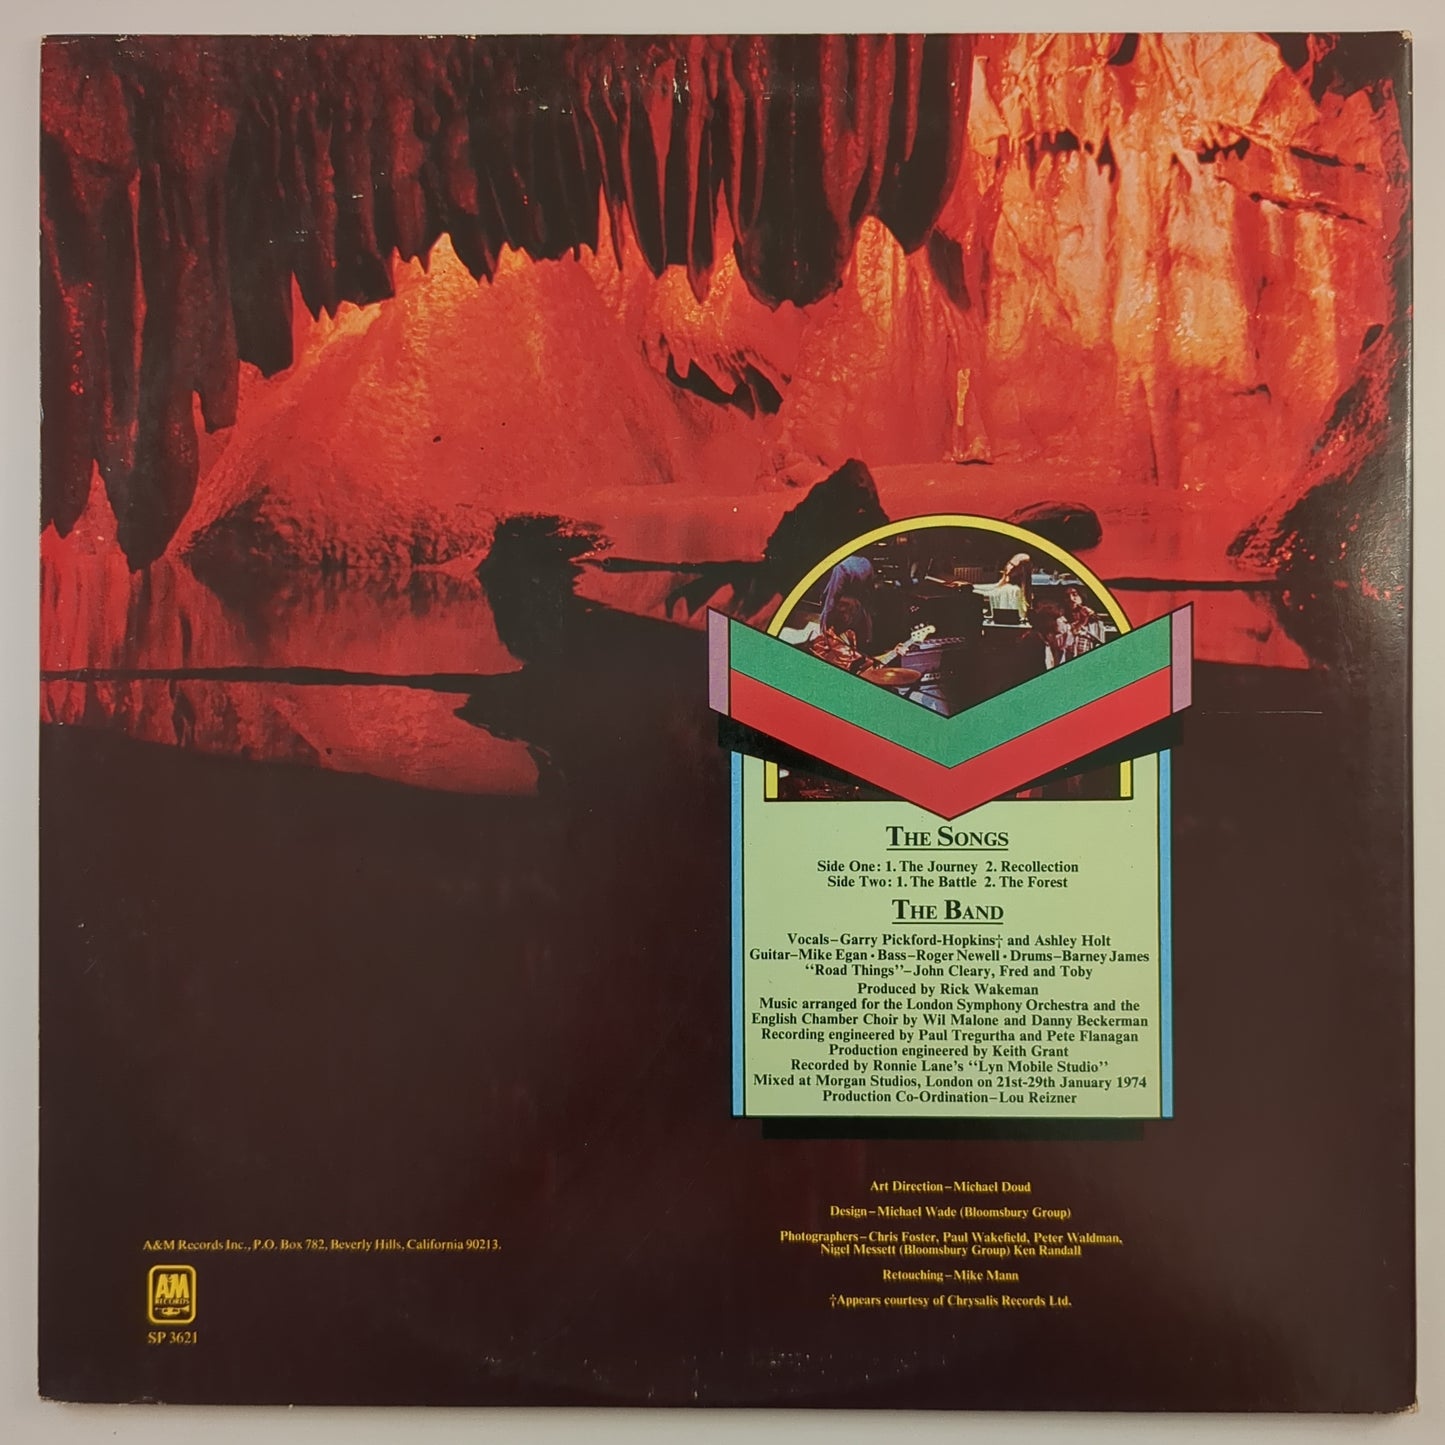 THE SONGS
Side One: 1. The Journey 2. Recollection
Side Two: 1. The Battle 2. The Forest
THE BAND
Vocals–Garry Pickford-Hopkins† and Ashley Holt
Guitar–Mike Egan • Bass–Roger Newell • Drums–Barney James
“Road Things”–John Cleary, Fred and Toby
Produced by Rick Wakeman
Music arranged for the London Symphony Orchestra and the
English Chamber Choir by Wil Malone and Danny Beckerman
Recording engineered by Paul Tregurtha and Pete Flanagan
Production engineered by Keith Grant
Recorded by Ronnie Lane’s “Lyn Mobile Studio”
Mixed at Morgan Studios, London on 21st-29th January 1974
Production Co-Ordination–Lou Reizner
Art Direction–Michael Doud
Design–Michael Wade (Bloomsbury Group)
Photographers–Chris Foster, Paul Wakefield, Peter Waldman,
Nigel Messett (Bloomsbury Group) Ken Randall
Retouching–Mike Mann
†Appears courtesy of Chrysalis Records Ltd.
A&M Records Inc., P.O. Box 782, Beverly Hills, California 90213.
A&M
RECORDS
SP 3621